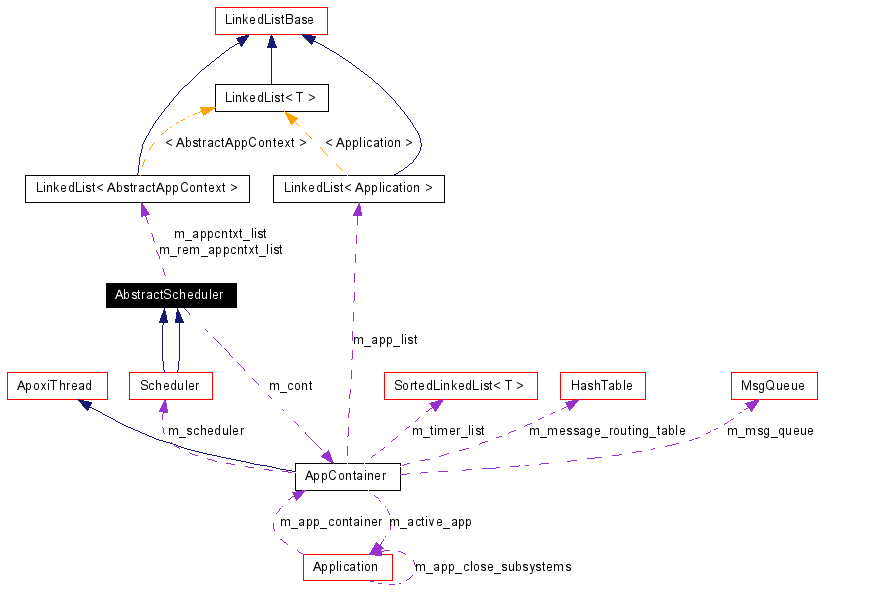 LinkedListBase
LinkedList< T >
< AbstractAppContext >
< Application >
LinkedList< AbstractAppContext >
LinkedList< Application >
m_appcntxt_list
m_rem_appcntxt_list
AbstractScheduler
m_app_list
ApoxiThread
Scheduler
m_cont
SortedLinkedList< T >
HashTable
MsgQueue
m_scheduler
m_timer_list
m_message_routing_table
m_msg_queue
AppContainer
m_app_container
m_active_app
Application
m_app_close_subsystems